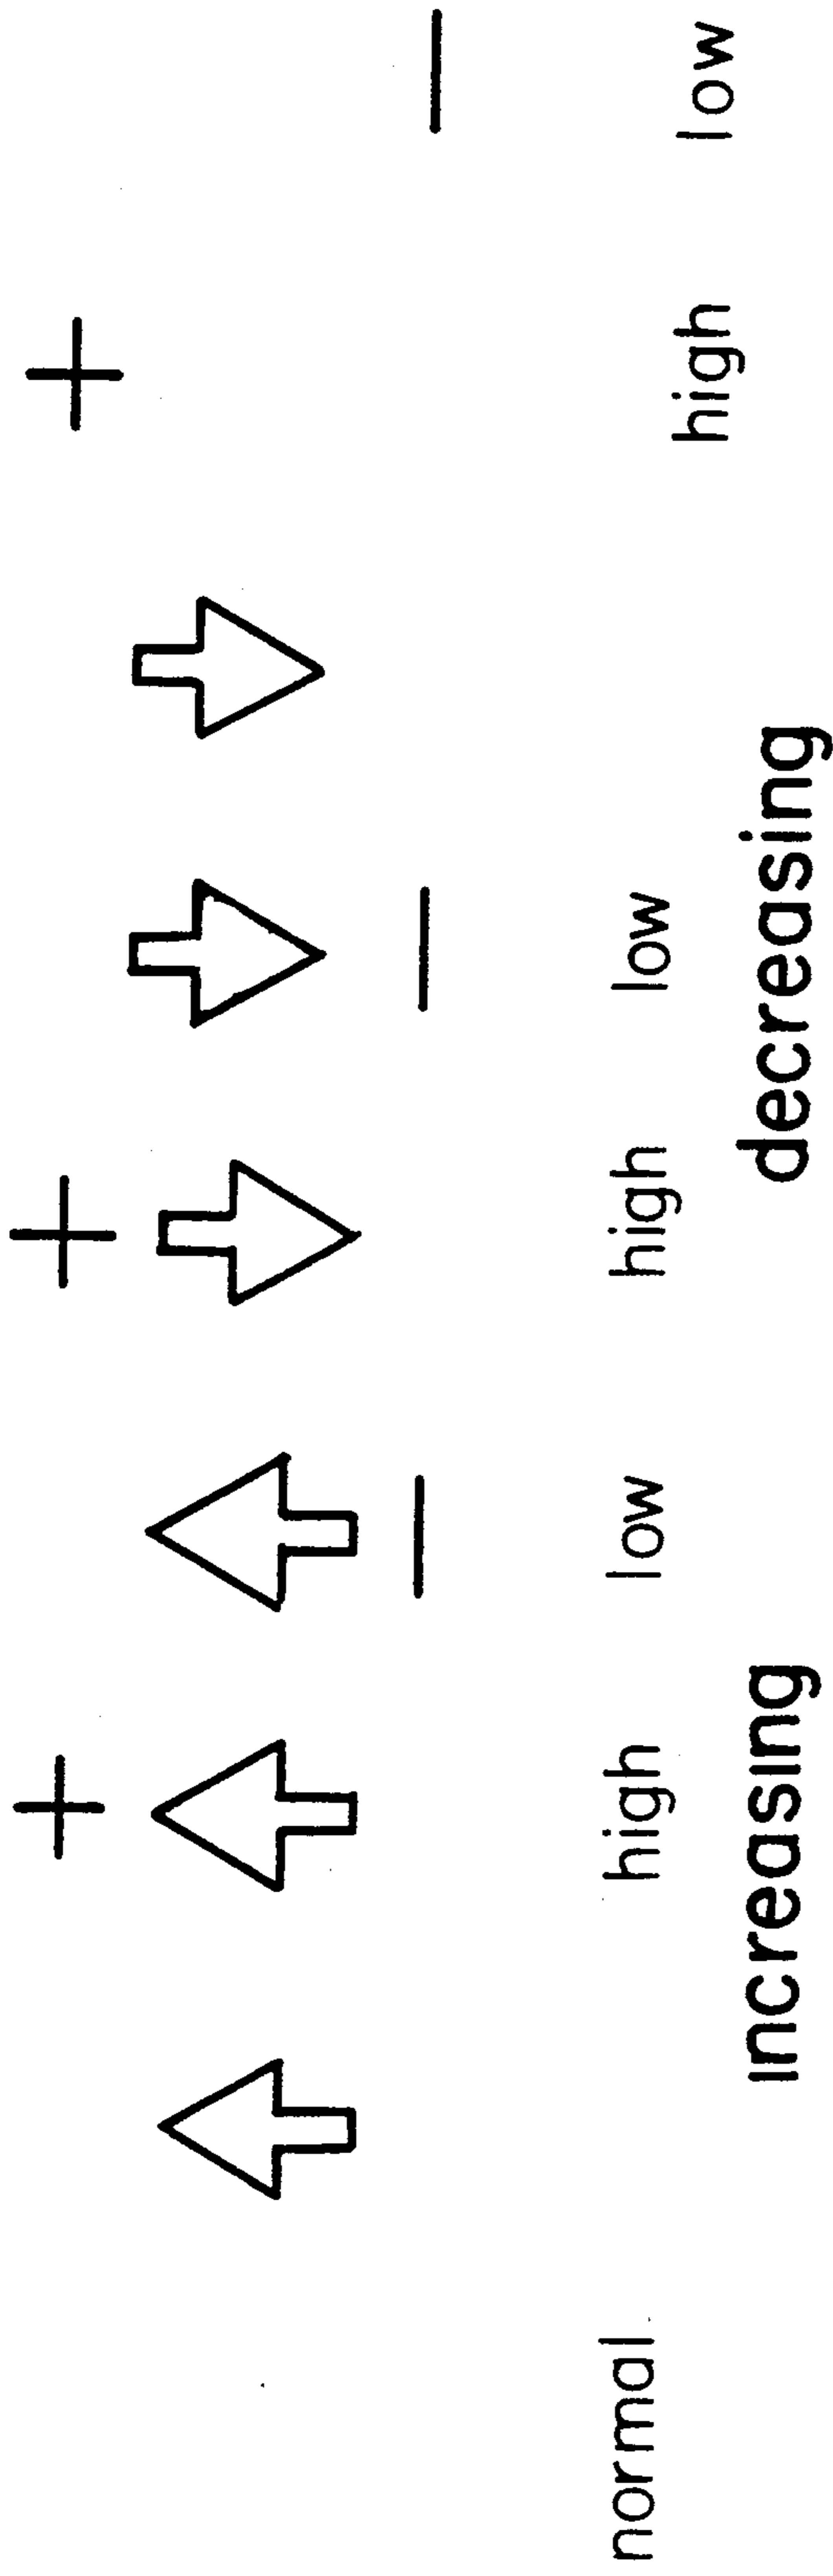 + + +
− − −
normal high low high low high low
increasing decreasing